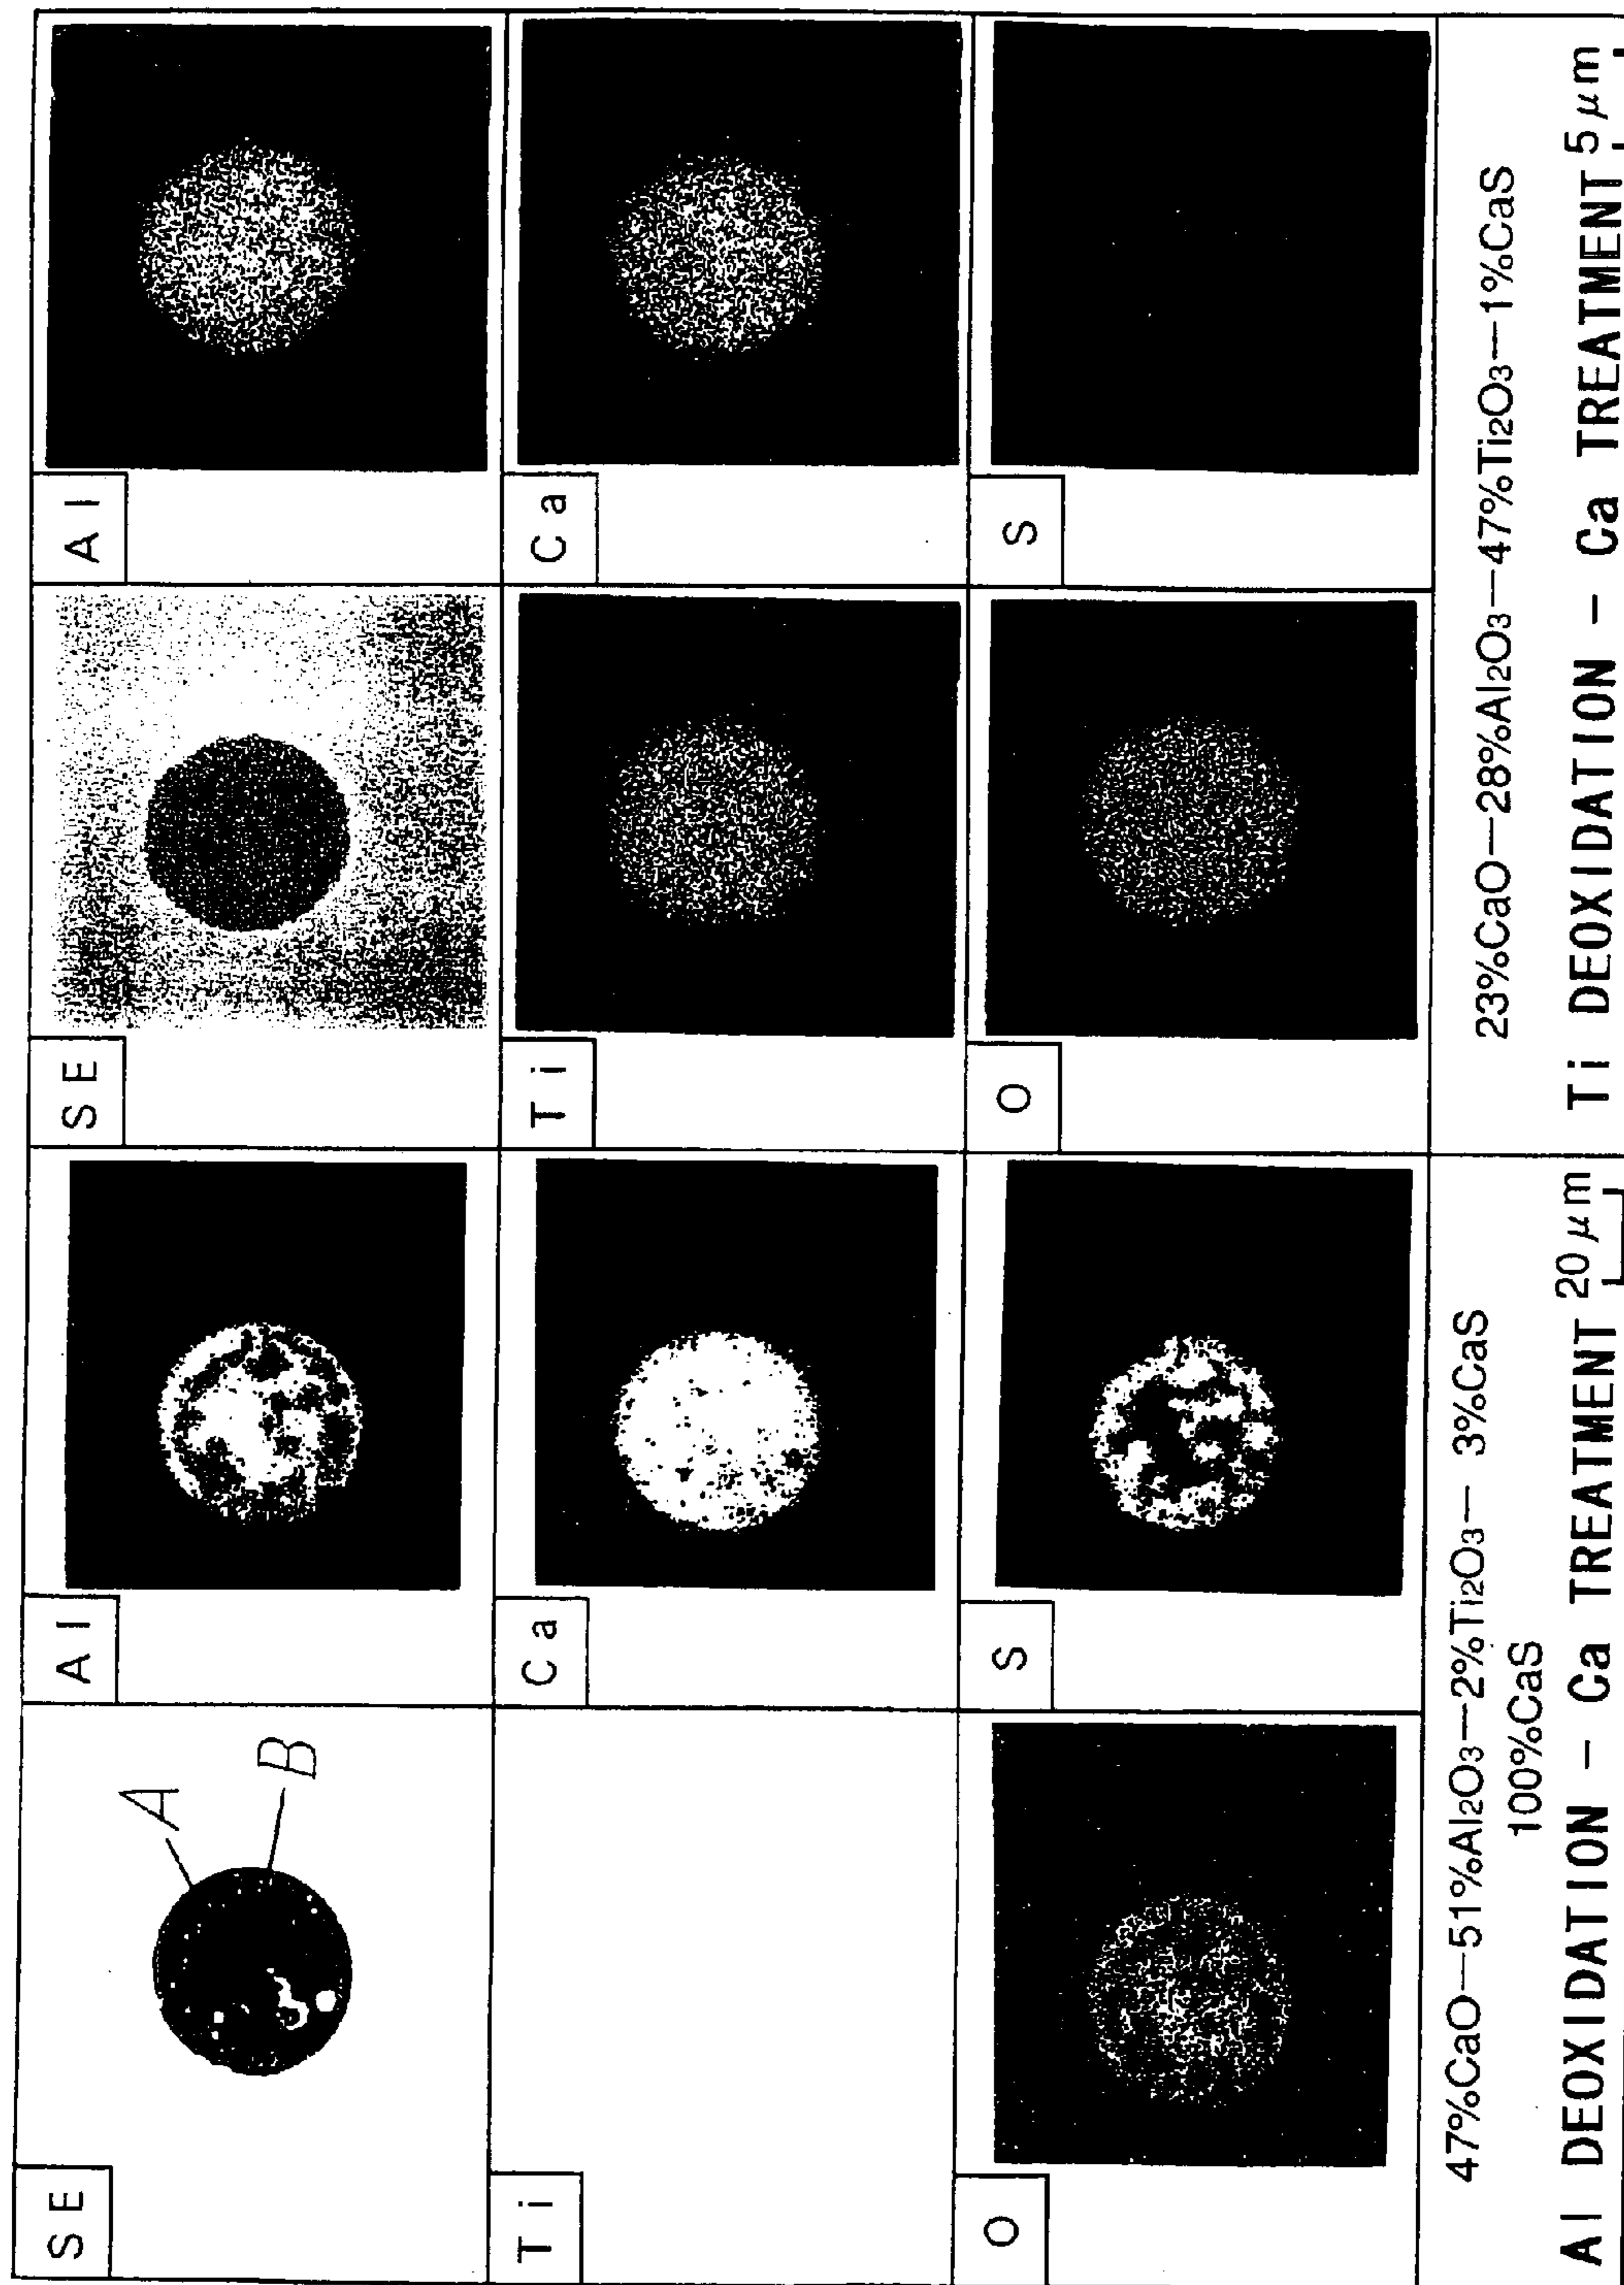 SE
Al
A
B
Ti
Ca
O
S
47%CaO—51%Al₂O₃—2%Ti₂O₃— 3%CaS
100%CaS
Al DEOXIDATION - Ca TREATMENT 20μm
SE
Al
Ti
Ca
O
S
23%CaO—28%Al₂O₃—47%Ti₂O₃—1%CaS
Ti DEOXIDATION - Ca TREATMENT 5μm